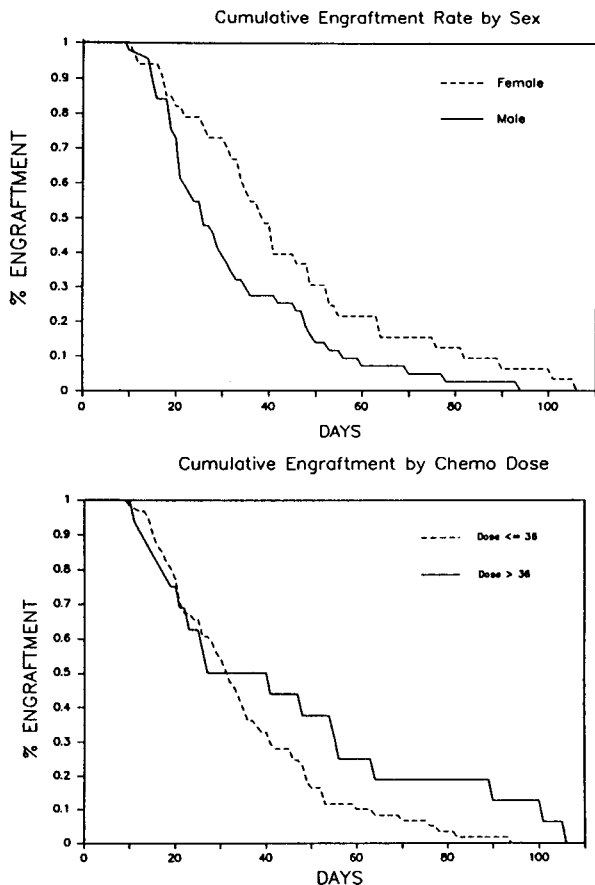 Cumulative Engraftment Rate by Sex
1
0.9
0.8
0.7
0.6
0.5
0.4
0.3
0.2
0.1
0
% ENGRAFTMENT
Female
Male
0 20 40 60 80 100
DAYS
Cumulative Engraftment by Chemo Dose
1
0.9
0.8
0.7
0.6
0.5
0.4
0.3
0.2
0.1
0
% ENGRAFTMENT
Dose <= 36
Dose > 36
0 20 40 60 80 100
DAYS